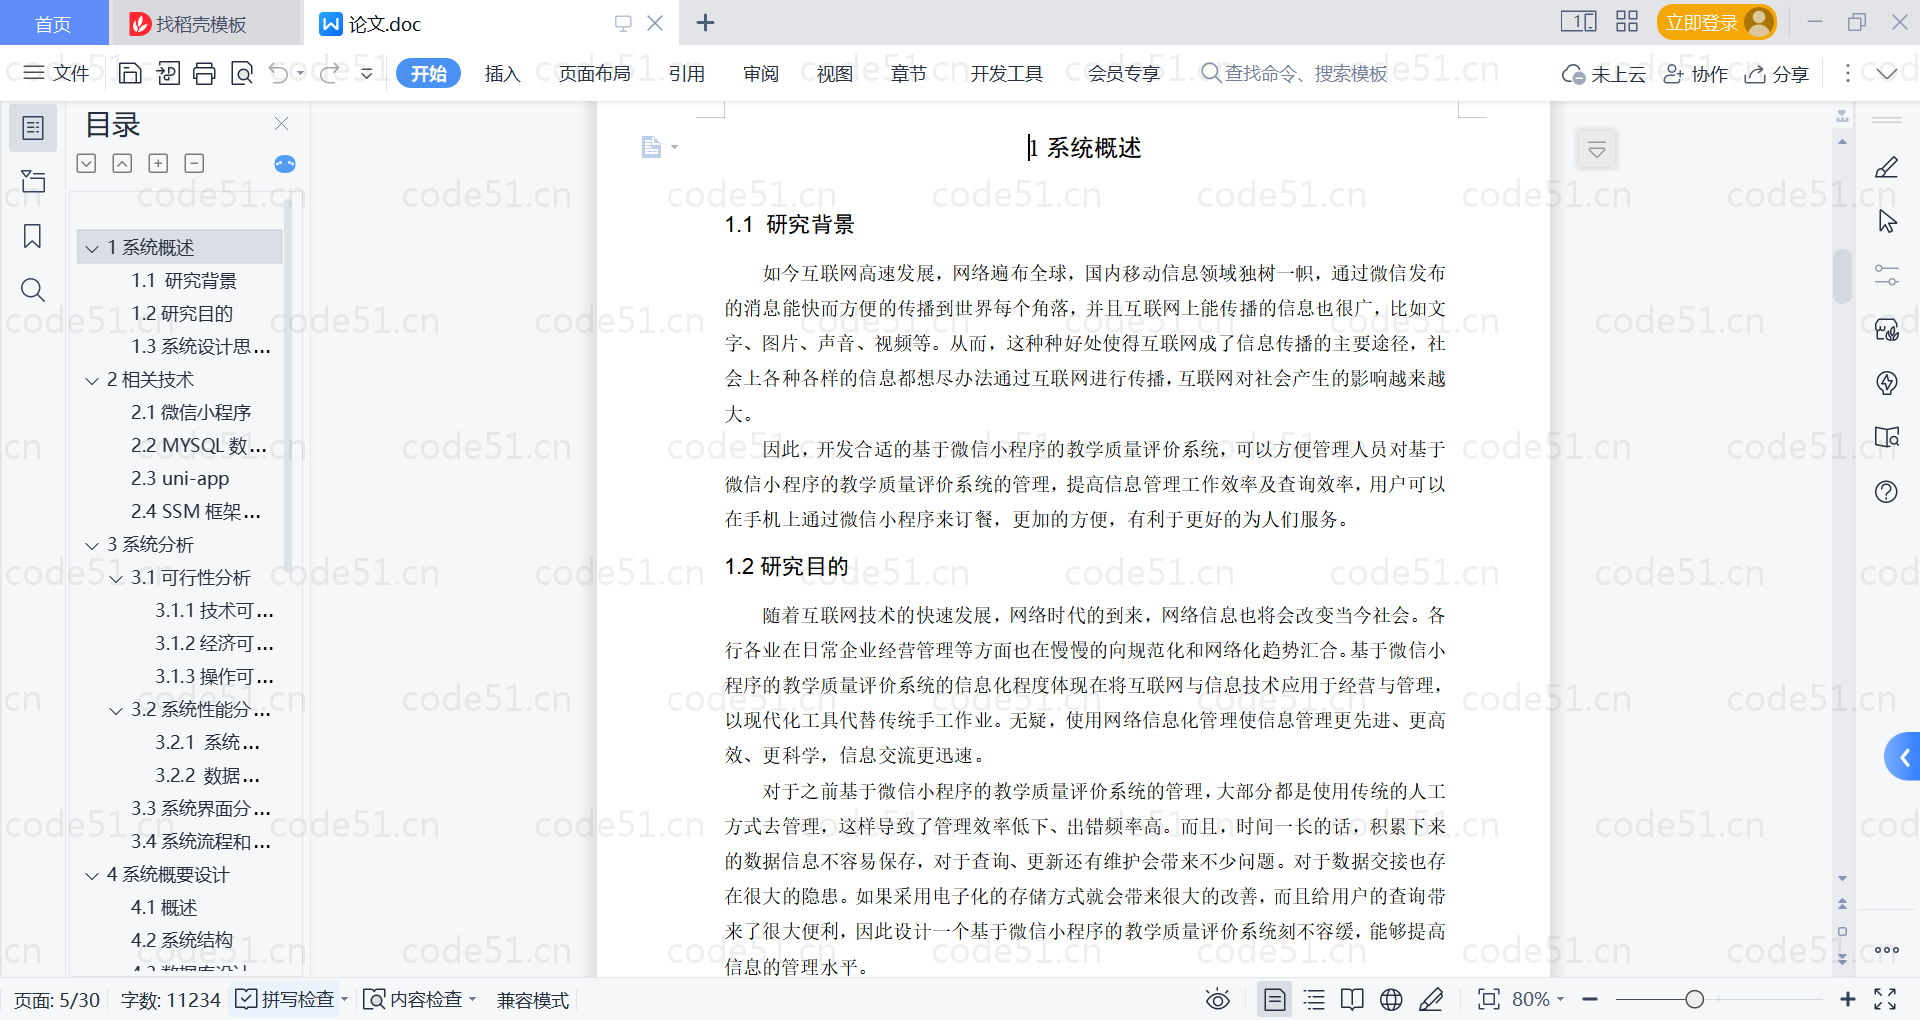 首页
找稻壳模板
论文.doc
立即登录
文件
开始
插入
页面布局
引用
审阅
视图
章节
开发工具
会员专享
查找命令、搜索模板
未上云
协作
分享
目录
1 系统概述
1.1 研究背景
1.2 研究目的
1.3 系统设计思...
2 相关技术
2.1 微信小程序
2.2 MYSQL 数...
2.3 uni-app
2.4 SSM 框架...
3 系统分析
3.1 可行性分析
3.1.1 技术可...
3.1.2 经济可...
3.1.3 操作可...
3.2 系统性能分...
3.2.1 系统...
3.2.2 数据...
3.3 系统界面分...
3.4 系统流程和...
4 系统概要设计
4.1 概述
4.2 系统结构
4.3 数据库设计
1 系统概述
1.1 研究背景
如今互联网高速发展，网络遍布全球，国内移动信息领域独树一帜，通过微信发布
的消息能快而方便的传播到世界每个角落，并且互联网上能传播的信息也很广，比如文
字、图片、声音、视频等。从而，这种种好处使得互联网成了信息传播的主要途径，社
会上各种各样的信息都想尽办法通过互联网进行传播，互联网对社会产生的影响越来越
大。
因此，开发合适的基于微信小程序的教学质量评价系统，可以方便管理人员对基于
微信小程序的教学质量评价系统的管理，提高信息管理工作效率及查询效率，用户可以
在手机上通过微信小程序来订餐，更加的方便，有利于更好的为人们服务。
1.2 研究目的
随着互联网技术的快速发展，网络时代的到来，网络信息也将会改变当今社会。各
行各业在日常企业经营管理等方面也在慢慢的向规范化和网络化趋势汇合。基于微信小
程序的教学质量评价系统的信息化程度体现在将互联网与信息技术应用于经营与管理，
以现代化工具代替传统手工作业。无疑，使用网络信息化管理使信息管理更先进、更高
效、更科学，信息交流更迅速。
对于之前基于微信小程序的教学质量评价系统的管理，大部分都是使用传统的人工
方式去管理，这样导致了管理效率低下、出错频率高。而且，时间一长的话，积累下来
的数据信息不容易保存，对于查询、更新还有维护会带来不少问题。对于数据交接也存
在很大的隐患。如果采用电子化的存储方式就会带来很大的改善，而且给用户的查询带
来了很大便利，因此设计一个基于微信小程序的教学质量评价系统刻不容缓，能够提高
信息的管理水平。
页面: 5/30
字数: 11234
拼写检查
内容检查
兼容模式
80%
code51.cn